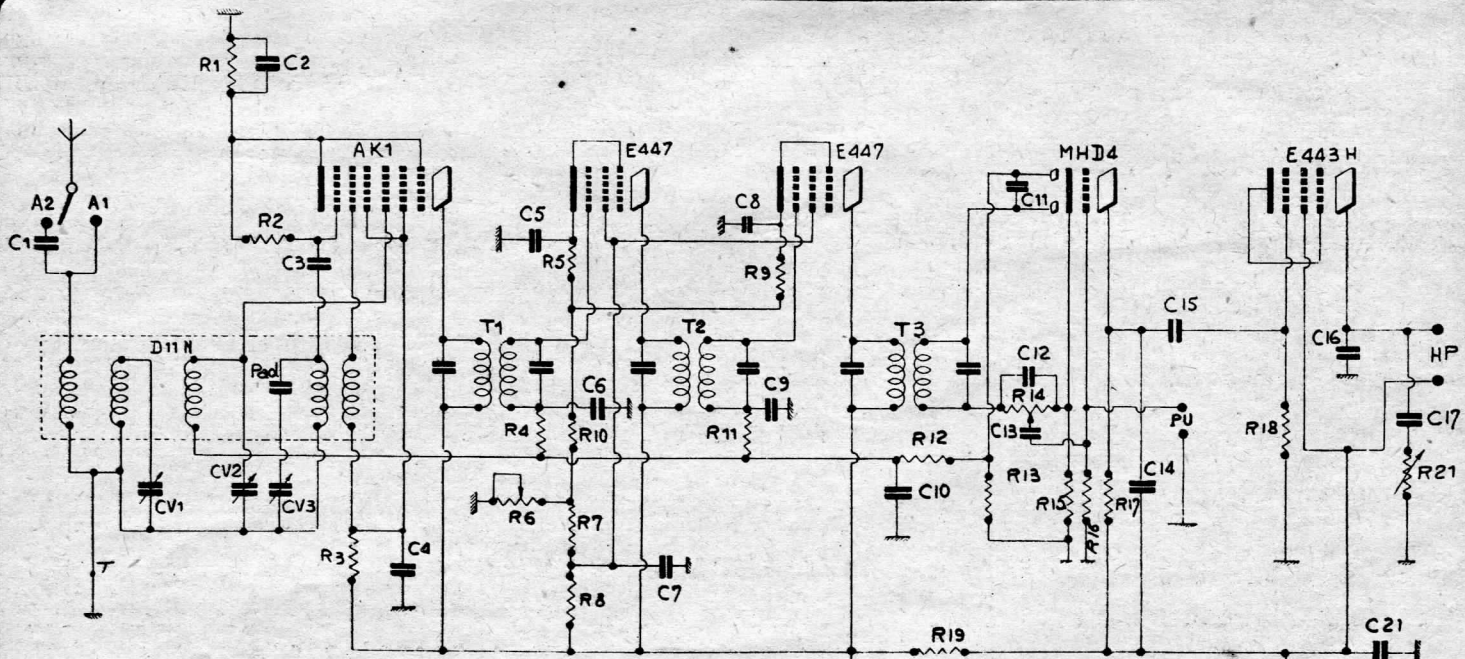 R1
C2
AK1
E447
E447
MHD4
E443H
A2
A1
C1
R2
C3
C5
R5
C8
R9
C11
C15
C16
HP
D11N
Pad
T1
T2
T3
C12
R14
C13
PU
C6
R4
R10
C9
R11
R12
R18
C17
CV1
CV2
CV3
R6
R7
C10
R13
R15
R16
R17
C14
R21
T
R3
C4
R8
C7
R19
C21